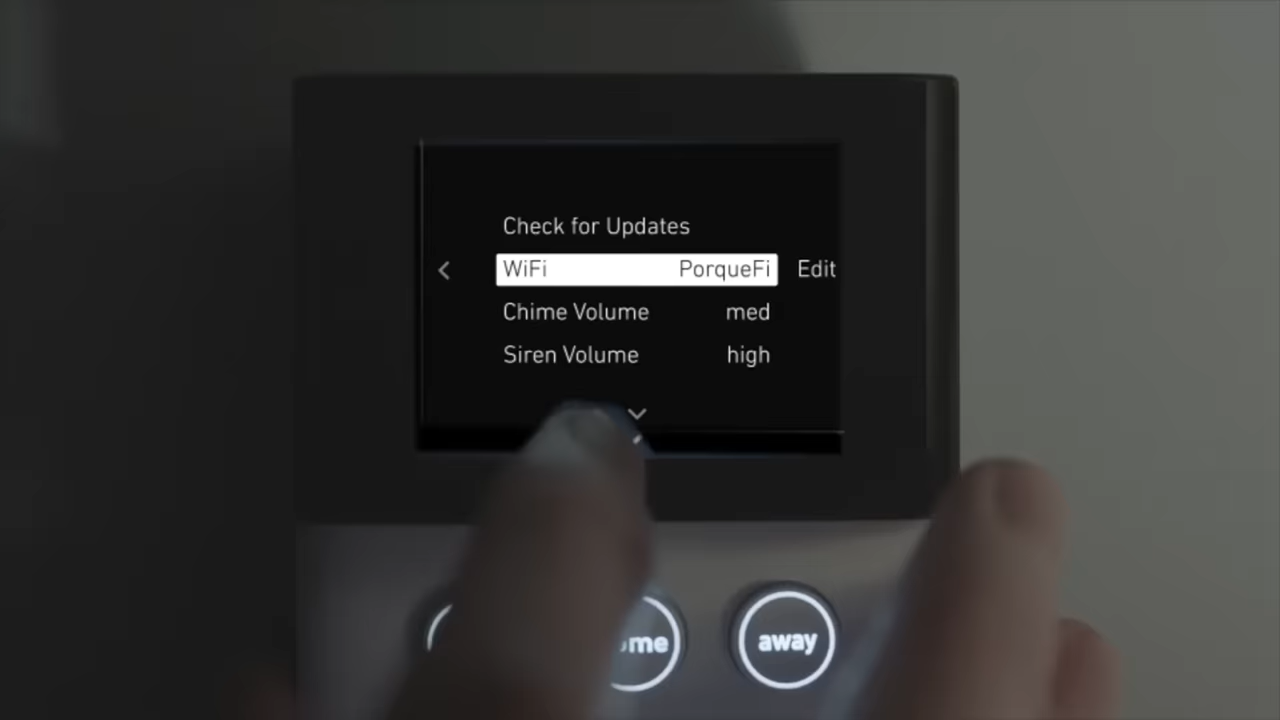 Check for Updates
WiFi PorqueFi Edit
Chime Volume med
Siren Volume high
away